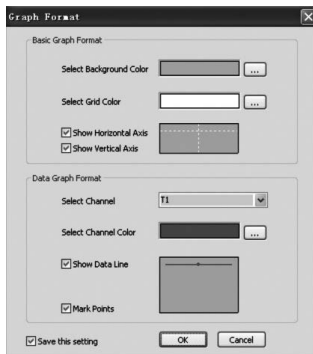 Graph Format
Basic Graph Format
Select Background Color
...
Select Grid Color
...
Show Horizontal Axis
Show Vertical Axis
Data Graph Format
Select Channel
T1
Select Channel Color
...
Show Data Line
Mark Points
Save this setting
OK
Cancel